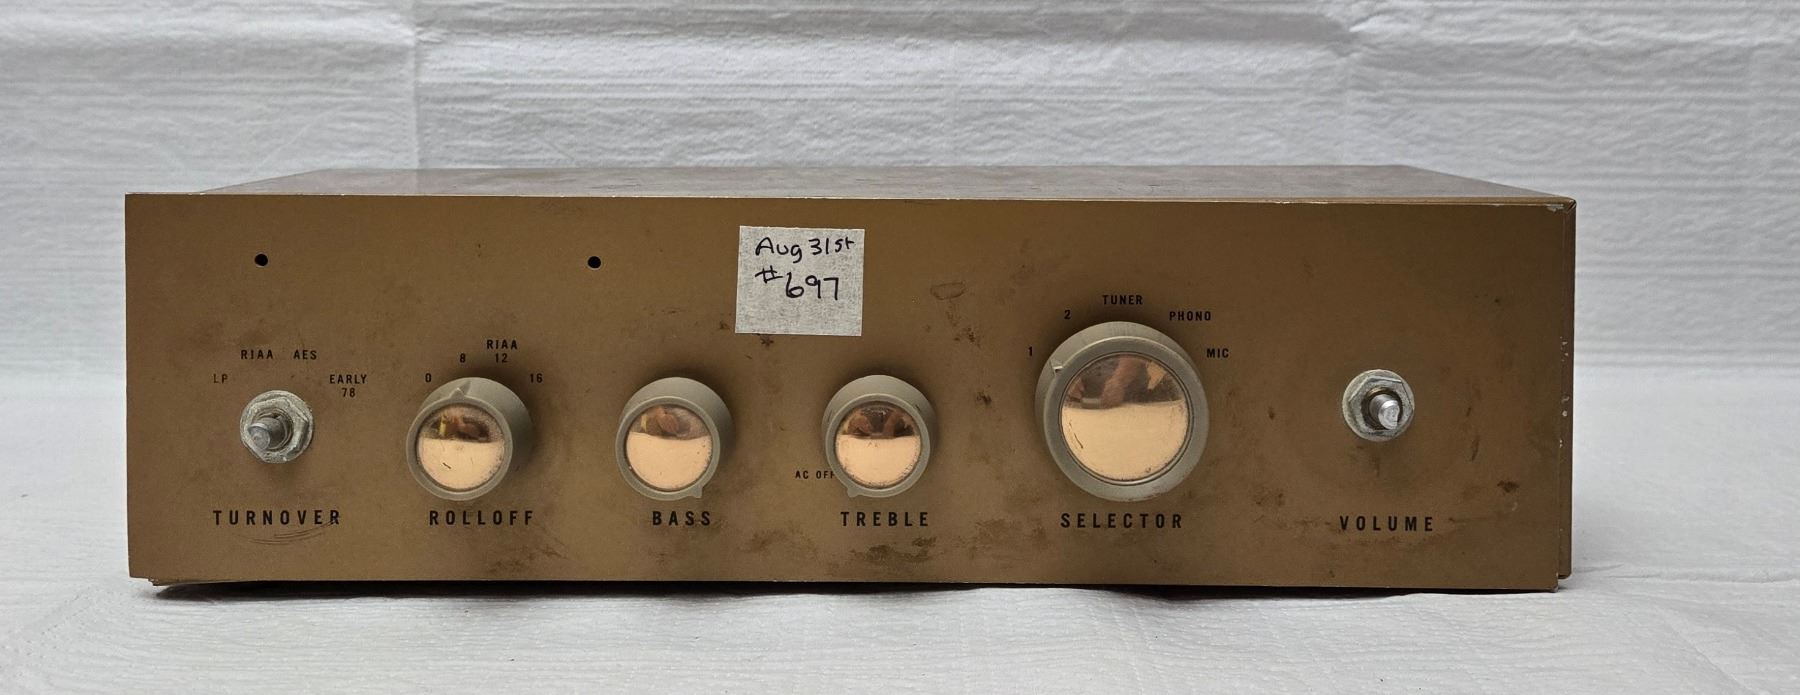 Aug 31st
#697
TUNER
2 PHONO
1 MIC
RIAA AES
LP EARLY
78
RIAA
8 12
0 16
AC OFF
TURNOVER ROLLOFF BASS TREBLE SELECTOR VOLUME